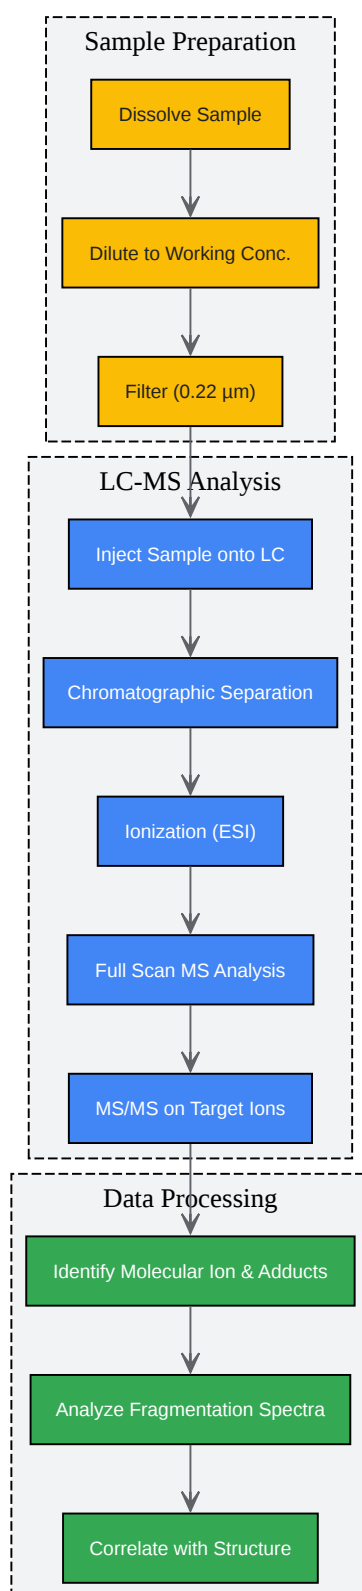 Sample Preparation
Dissolve Sample
Dilute to Working Conc.
Filter (0.22 µm)
LC-MS Analysis
Inject Sample onto LC
Chromatographic Separation
Ionization (ESI)
Full Scan MS Analysis
MS/MS on Target Ions
Data Processing
Identify Molecular Ion & Adducts
Analyze Fragmentation Spectra
Correlate with Structure